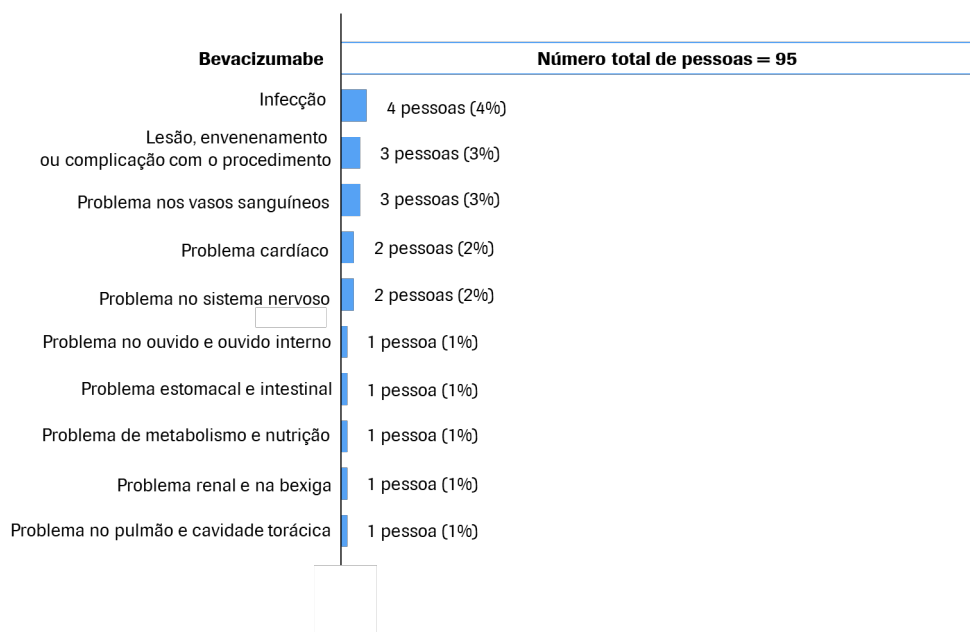 Bevacizumabe
Número total de pessoas = 95
Infecção
4 pessoas (4%)
Lesão, envenenamento
ou complicação com o procedimento
3 pessoas (3%)
Problema nos vasos sanguíneos
3 pessoas (3%)
Problema cardíaco
2 pessoas (2%)
Problema no sistema nervoso
2 pessoas (2%)
Problema no ouvido e ouvido interno
1 pessoa (1%)
Problema estomacal e intestinal
1 pessoa (1%)
Problema de metabolismo e nutrição
1 pessoa (1%)
Problema renal e na bexiga
1 pessoa (1%)
Problema no pulmão e cavidade torácica
1 pessoa (1%)